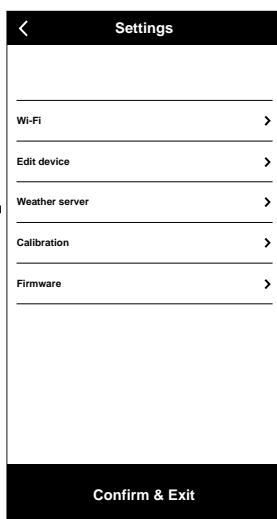 Settings
Wi-Fi
Edit device
Weather server
Calibration
Firmware
Confirm & Exit